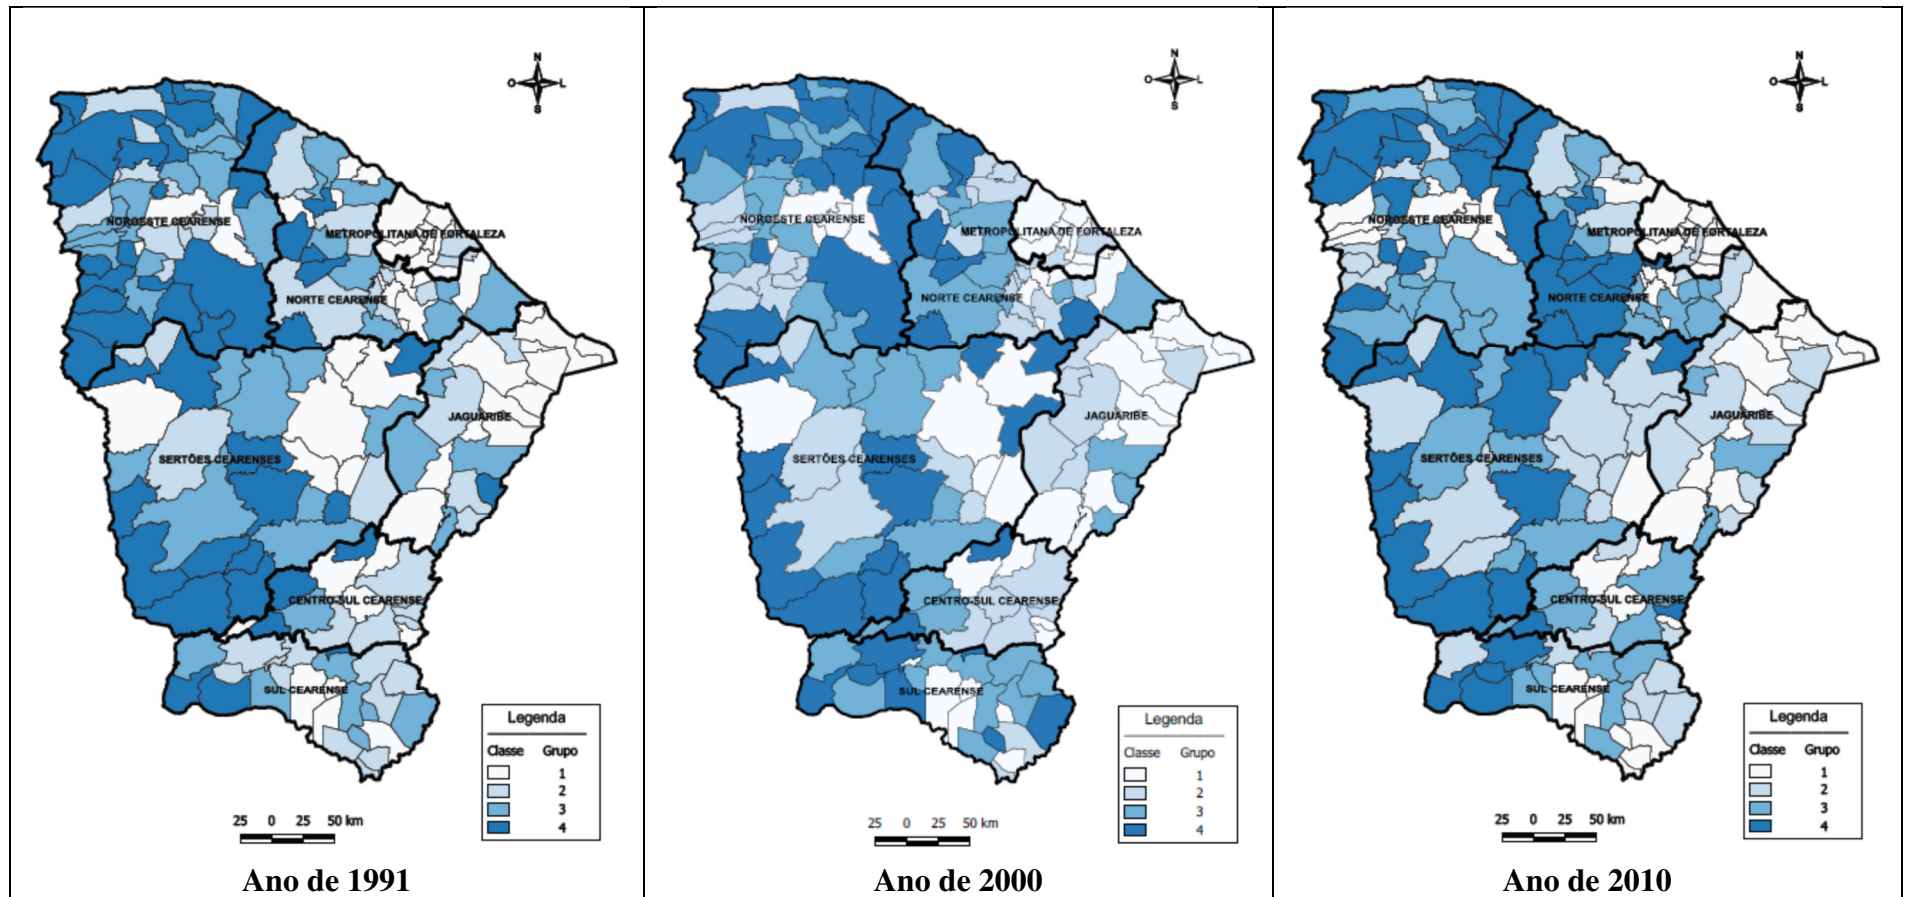 N
O L
S
NOROESTE CEARENSE
METROPOLITANA DE FORTALEZA
NORTE CEARENSE
JAGUARIBE
SERTÕES CEARENSES
CENTRO-SUL CEARENSE
SUL CEARENSE
Legenda
Classe Grupo
1
2
3
4
25 0 25 50 km
Ano de 1991
N
O L
S
NOROESTE CEARENSE
METROPOLITANA DE FORTALEZA
NORTE CEARENSE
JAGUARIBE
SERTÕES CEARENSES
CENTRO-SUL CEARENSE
SUL CEARENSE
Legenda
Classe Grupo
1
2
3
4
25 0 25 50 km
Ano de 2000
N
O L
S
NOROESTE CEARENSE
METROPOLITANA DE FORTALEZA
NORTE CEARENSE
JAGUARIBE
SERTÕES CEARENSES
CENTRO-SUL CEARENSE
SUL CEARENSE
Legenda
Classe Grupo
1
2
3
4
25 0 25 50 km
Ano de 2010